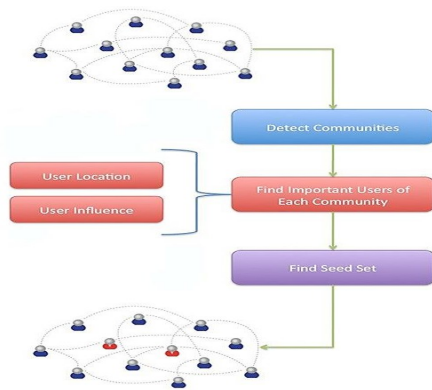 Detect Communities
User Location
User Influence
Find Important Users of
Each Community
Find Seed Set